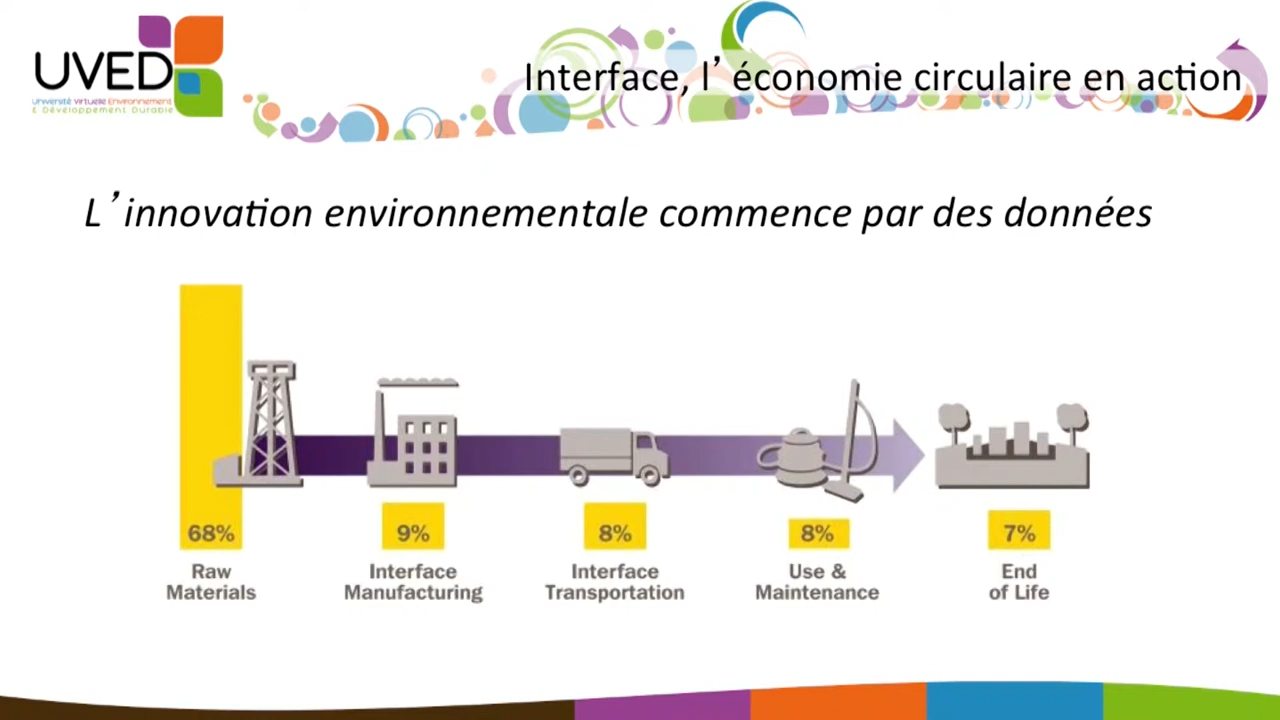 UVED
Université Virtuelle Environnement
& Développement Durable
Interface, l’économie circulaire en action
L’innovation environnementale commence par des données
68% 9% 8% 8% 7%
Raw Interface Interface Use & End
Materials Manufacturing Transportation Maintenance of Life